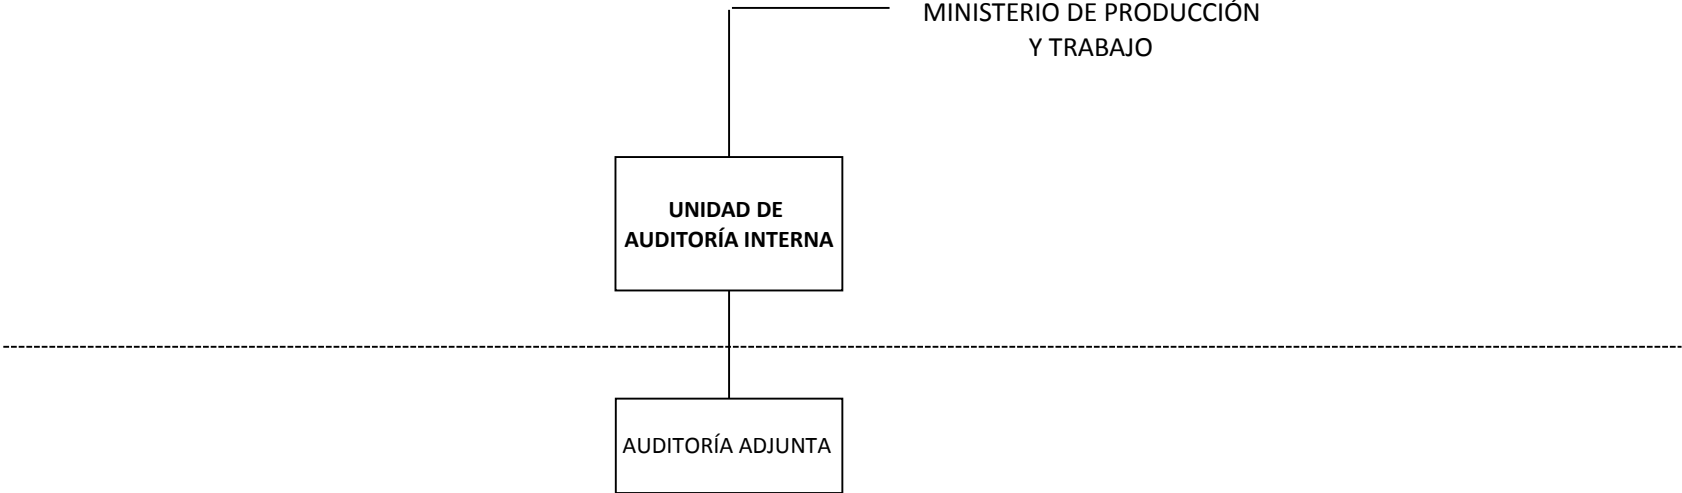 MINISTERIO DE PRODUCCIÓN
Y TRABAJO
UNIDAD DE
AUDITORÍA INTERNA
AUDITORÍA ADJUNTA